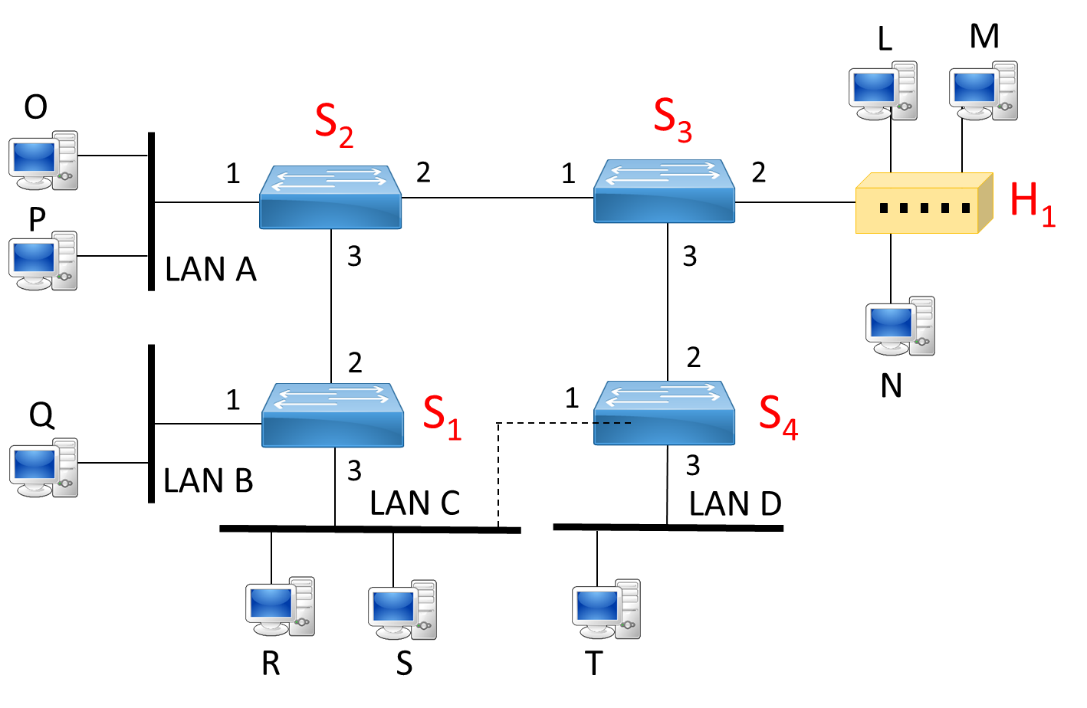 L M
O
S2 S3
1 2 1 2
H1
P
3 3
LAN A
N
2 2
1 1
Q
S1 S4
3 3
LAN B
LAN C LAN D
R S T